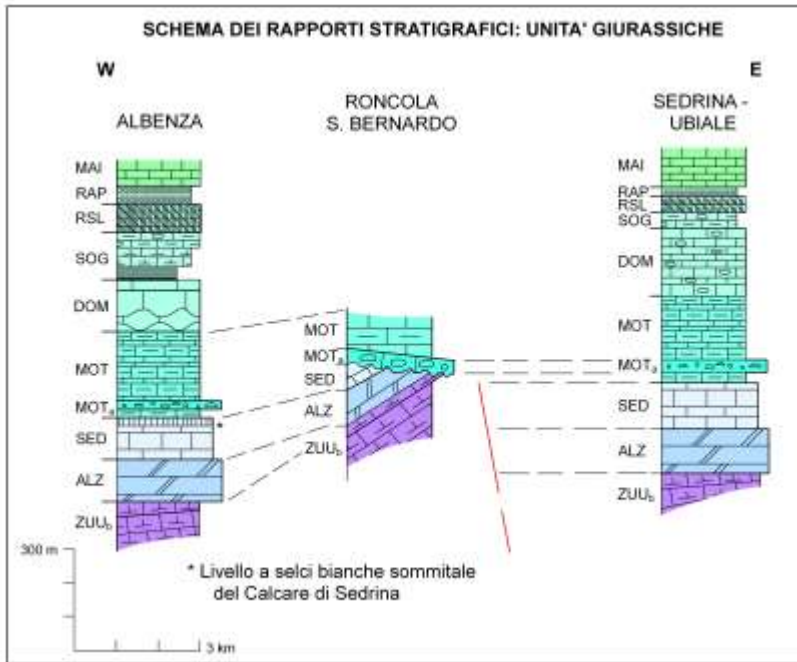 SCHEMA DEI RAPPORTI STRATIGRAFICI: UNITA' GIURASSICHE
W
E
ALBENZA
MAI
RAP
RSL
SOG
DOM
MOT
MOTa
SED
*
ALZ
ZUUb
RONCOLA
S. BERNARDO
MOT
MOTa
SED
ALZ
ZUUb
SEDRINA -
UBIALE
MAI
RAP
RSL
SOG
DOM
MOT
MOTa
SED
ALZ
ZUUb
300 m
3 km
* Livello a selci bianche sommitale
del Calcare di Sedrina